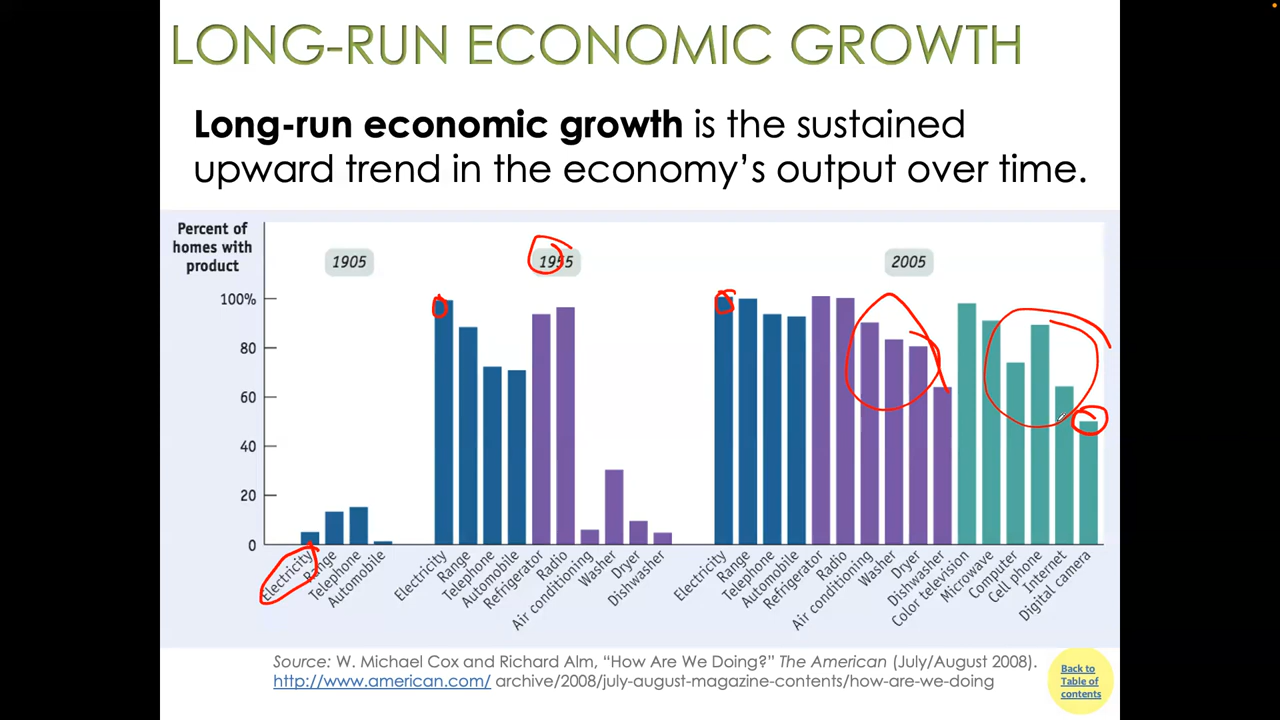 LONG-RUN ECONOMIC GROWTH
Long-run economic growth is the sustained
upward trend in the economy’s output over time.
Percent of
homes with
product
1905
1955
2005
100%
80
60
40
20
0
Electricity
Range
Telephone
Automobile
Electricity
Range
Telephone
Automobile
Refrigerator
Radio
Air conditioning
Washer
Dryer
Dishwasher
Electricity
Range
Telephone
Automobile
Refrigerator
Radio
Air conditioning
Washer
Dryer
Dishwasher
Color television
Microwave
Computer
Cell phone
Internet
Digital camera
Source: W. Michael Cox and Richard Alm, “How Are We Doing?” The American (July/August 2008).
http://www.american.com/ archive/2008/july-august-magazine-contents/how-are-we-doing
Back to
Table of
contents